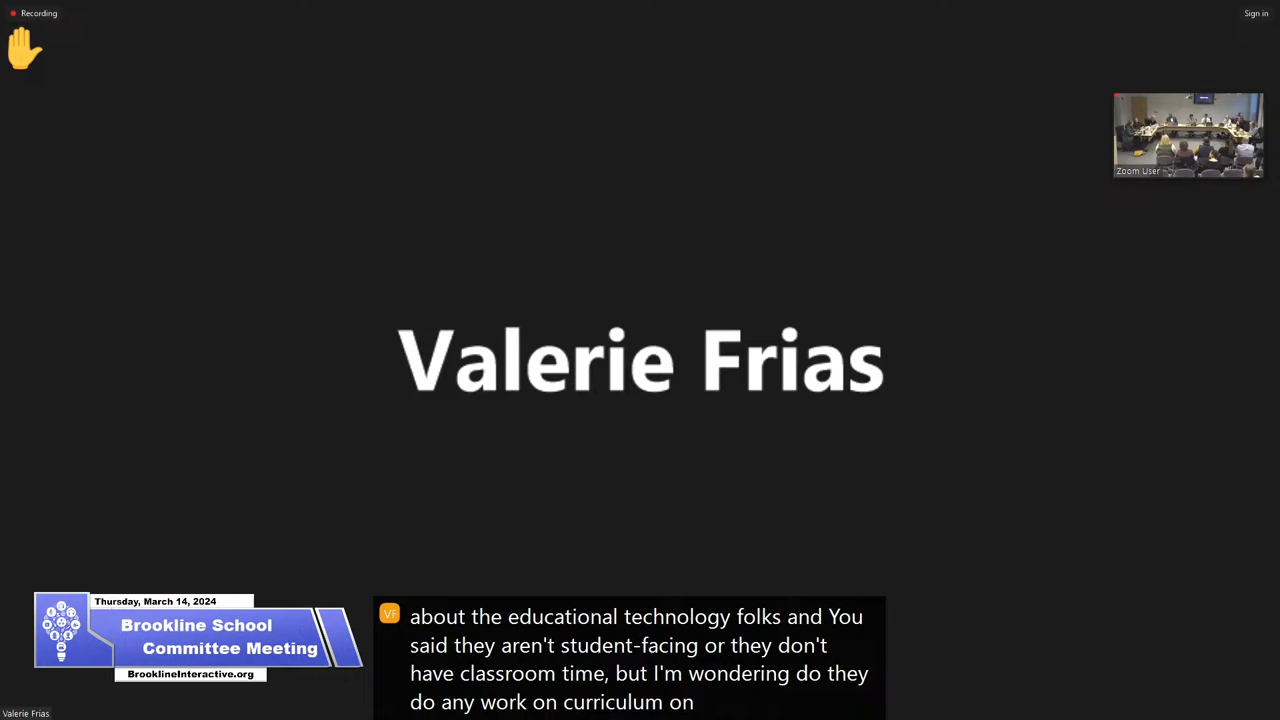 Recording
Sign in
Zoom User
Valerie Frias
Thursday, March 14, 2024
Brookline School
Committee Meeting
BrooklineInteractive.org
VF
about the educational technology folks and You
said they aren't student-facing or they don't
have classroom time, but I'm wondering do they
do any work on curriculum on
Valerie Frias